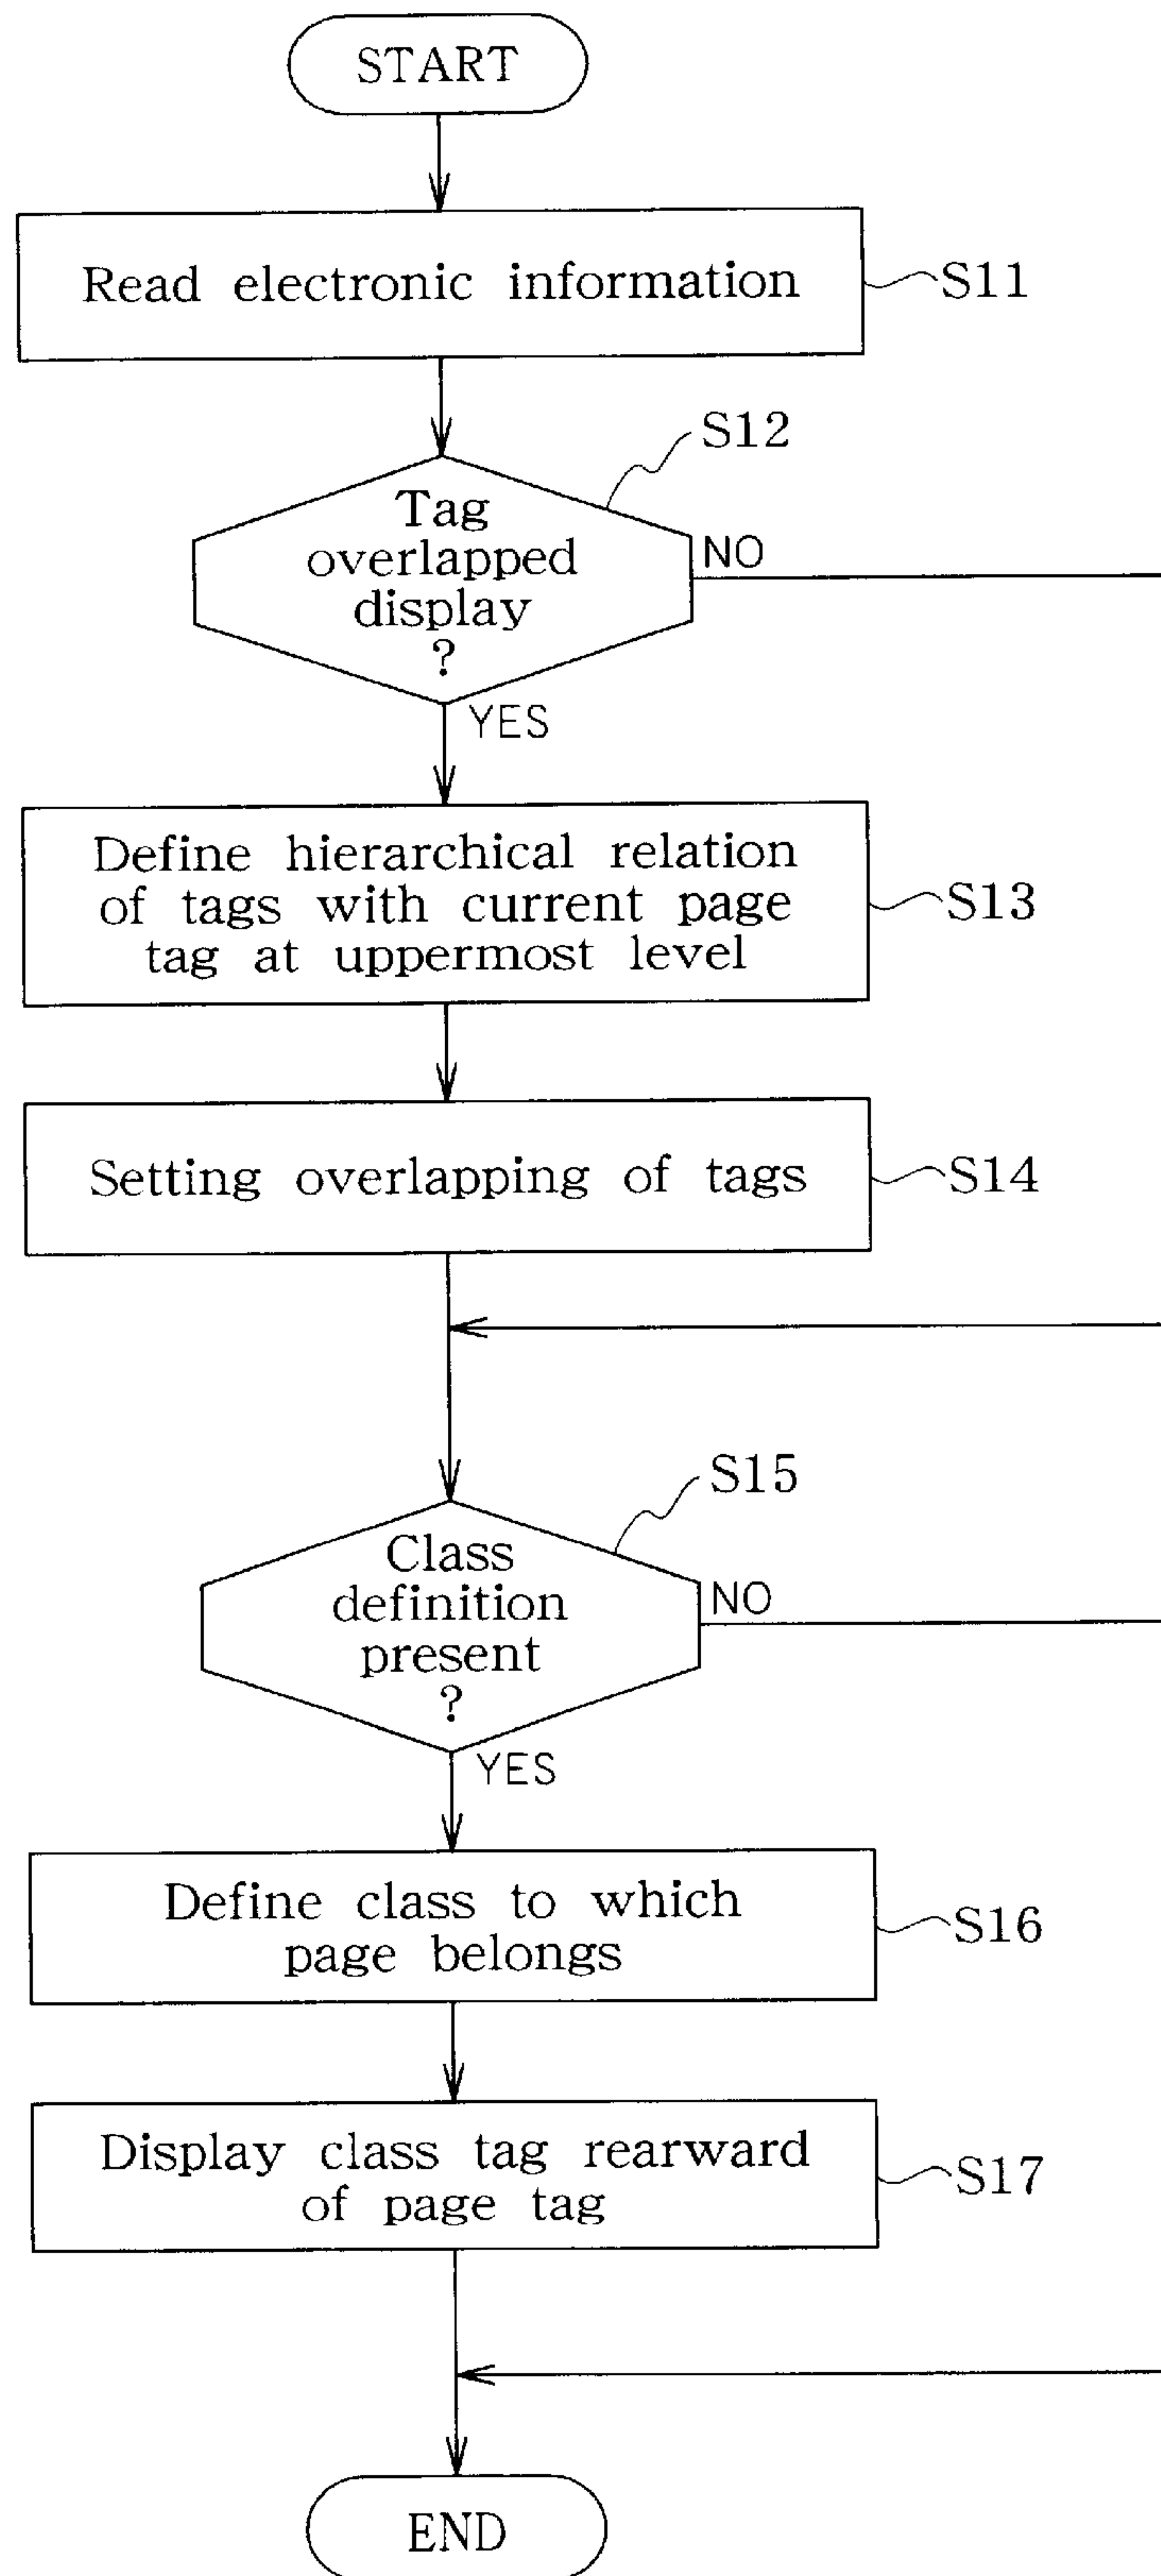 START
Read electronic information
S11
S12
Tag
overlapped
display
?
NO
YES
Define hierarchical relation
of tags with current page
tag at uppermost level
S13
Setting overlapping of tags
S14
S15
Class
definition
present
?
NO
YES
Define class to which
page belongs
S16
Display class tag rearward
of page tag
S17
END